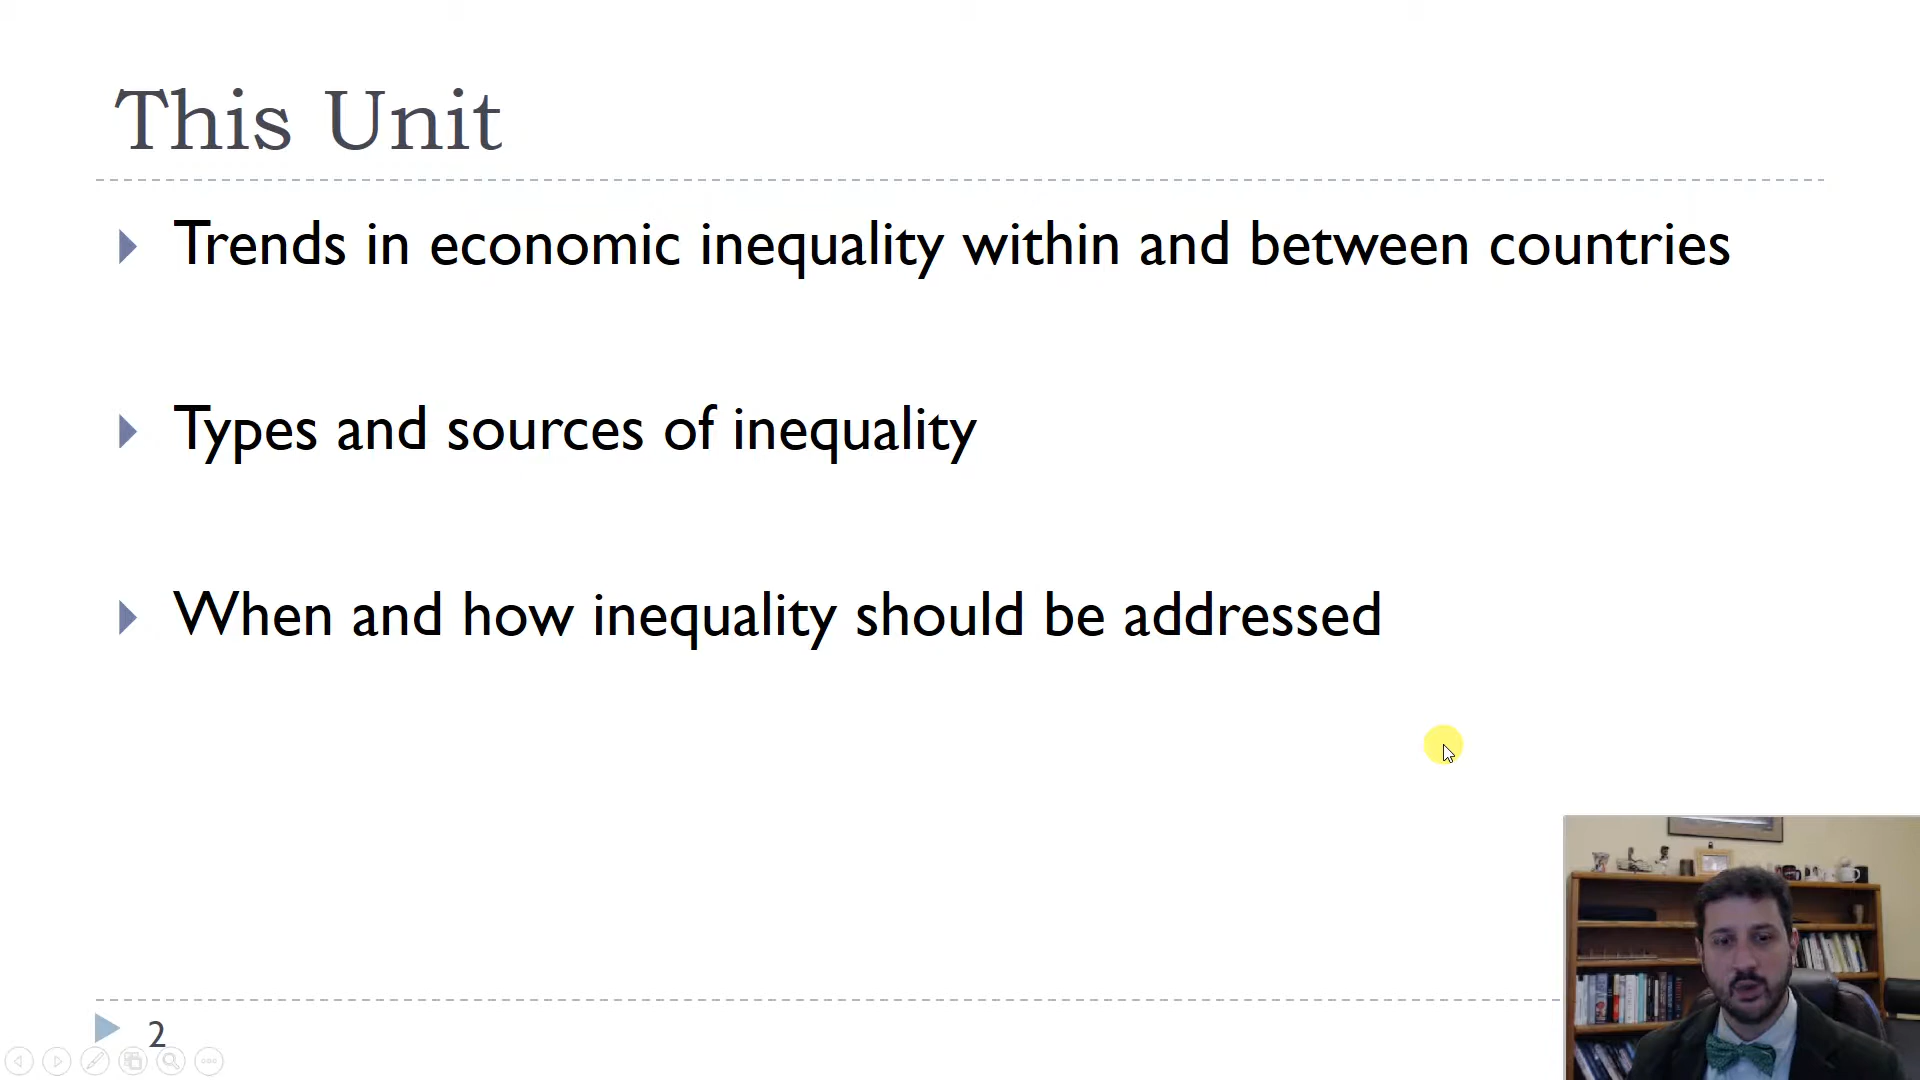 This Unit
Trends in economic inequality within and between countries
Types and sources of inequality
When and how inequality should be addressed
2